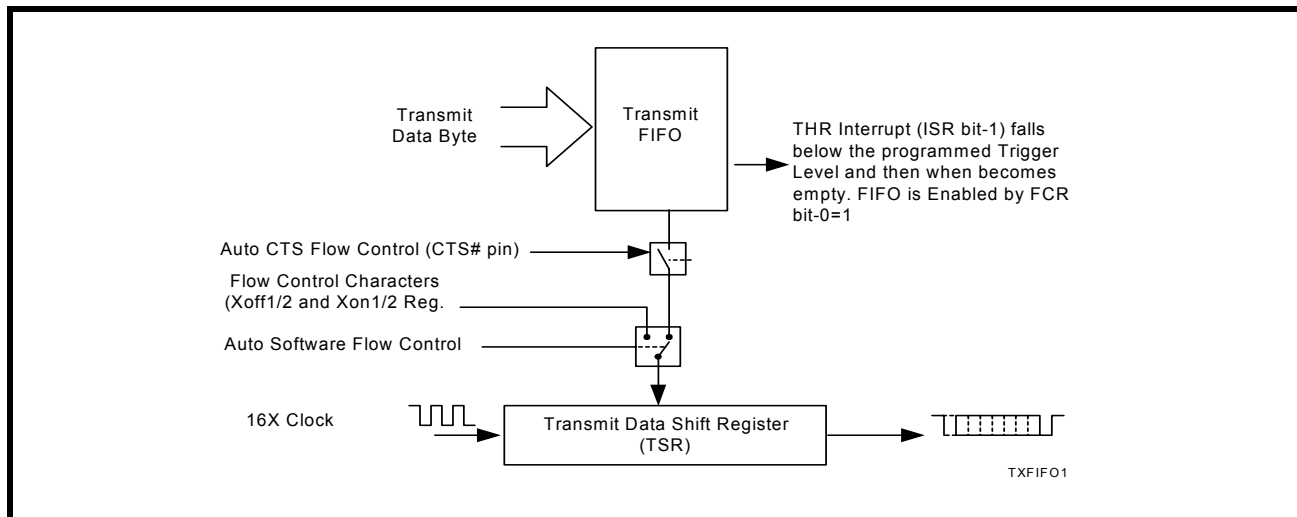 Transmit
FIFO
Transmit
Data Byte
THR Interrupt (ISR bit-1) falls
below the programmed Trigger
Level and then when becomes
empty. FIFO is Enabled by FCR
bit-0=1
Auto CTS Flow Control (CTS# pin)
Flow Control Characters
(Xoff1/2 and Xon1/2 Reg.
Auto Software Flow Control
16X Clock
Transmit Data Shift Register
(TSR)
TXFIFO1